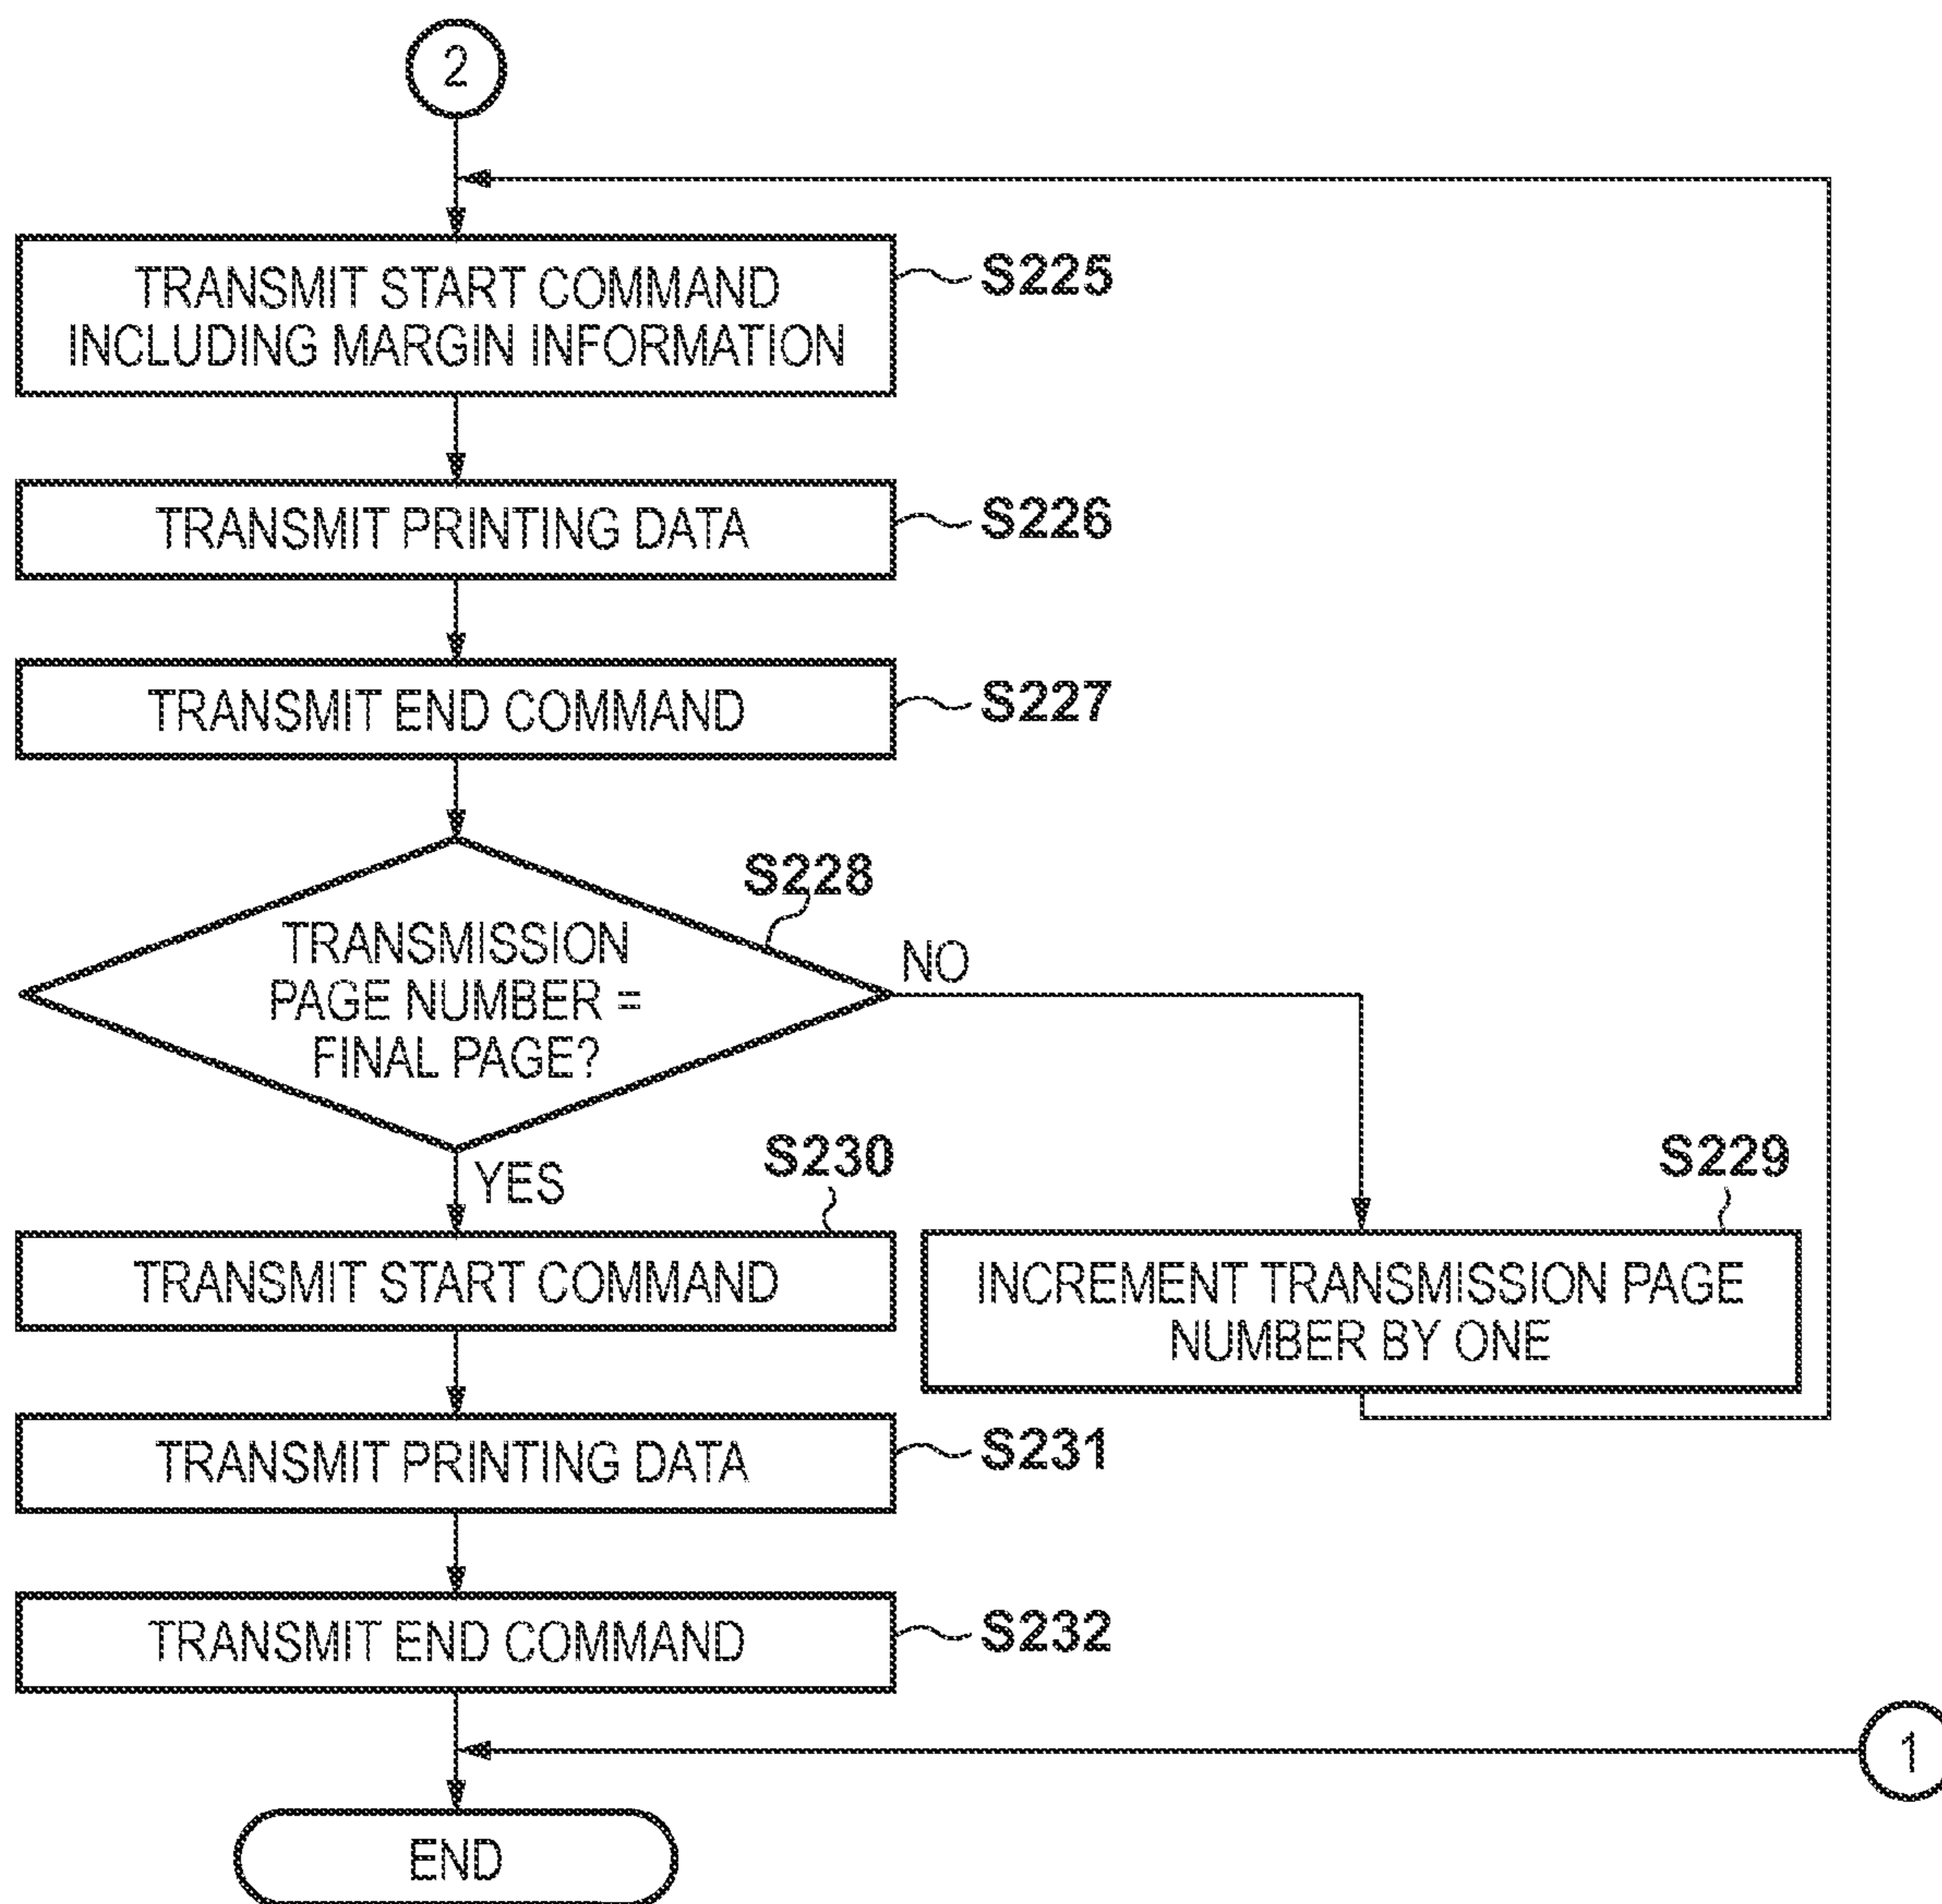 2
TRANSMIT START COMMAND
INCLUDING MARGIN INFORMATION
S225
TRANSMIT PRINTING DATA
S226
TRANSMIT END COMMAND
S227
S228
TRANSMISSION
PAGE NUMBER =
FINAL PAGE?
NO
YES
S230
S229
TRANSMIT START COMMAND
INCREMENT TRANSMISSION PAGE
NUMBER BY ONE
TRANSMIT PRINTING DATA
S231
TRANSMIT END COMMAND
S232
1
END